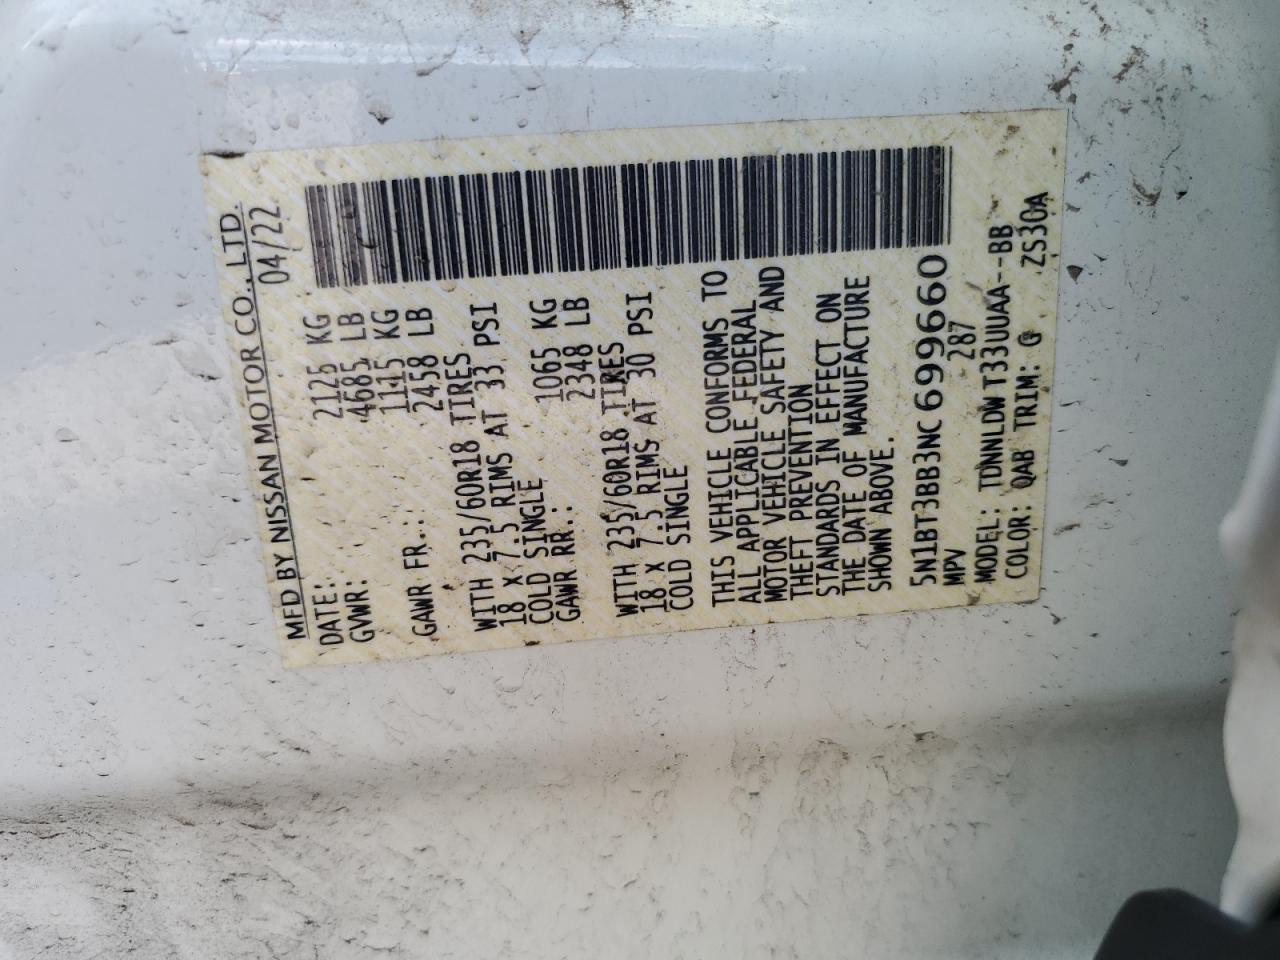 MFD BY NISSAN MOTOR CO., LTD.
DATE: 04/22
GVWR: 2125 KG
4685 LB
GAWR FR.: 1115 KG
2458 LB
WITH 235/60R18 TIRES
18 X 7.5 RIMS AT 33 PSI
COLD SINGLE
GAWR RR.: 1065 KG
2348 LB
WITH 235/60R18 TIRES
18 X 7.5 RIMS AT 30 PSI
COLD SINGLE
THIS VEHICLE CONFORMS TO
ALL APPLICABLE FEDERAL
MOTOR VEHICLE SAFETY AND
THEFT PREVENTION
STANDARDS IN EFFECT ON
THE DATE OF MANUFACTURE
SHOWN ABOVE.
5N1BT3BB3NC699660
MPV 287
MODEL: TDNNLDW T33UUAA--BB
COLOR: QAB TRIM: G ZS30A